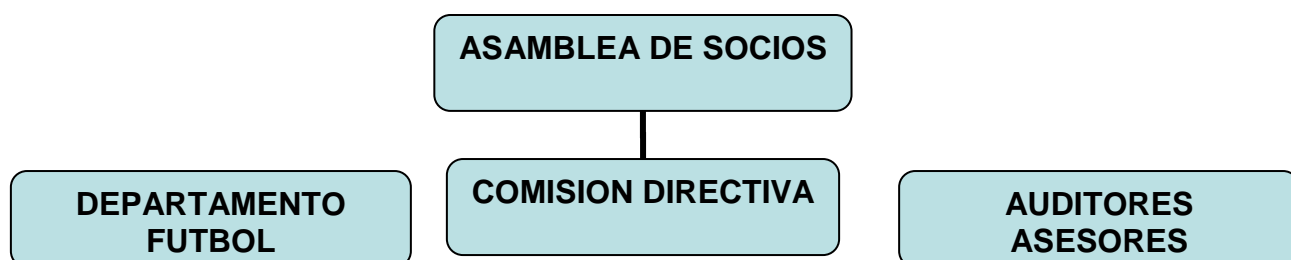 ASAMBLEA DE SOCIOS
COMISION DIRECTIVA
DEPARTAMENTO
FUTBOL
AUDITORES
ASESORES